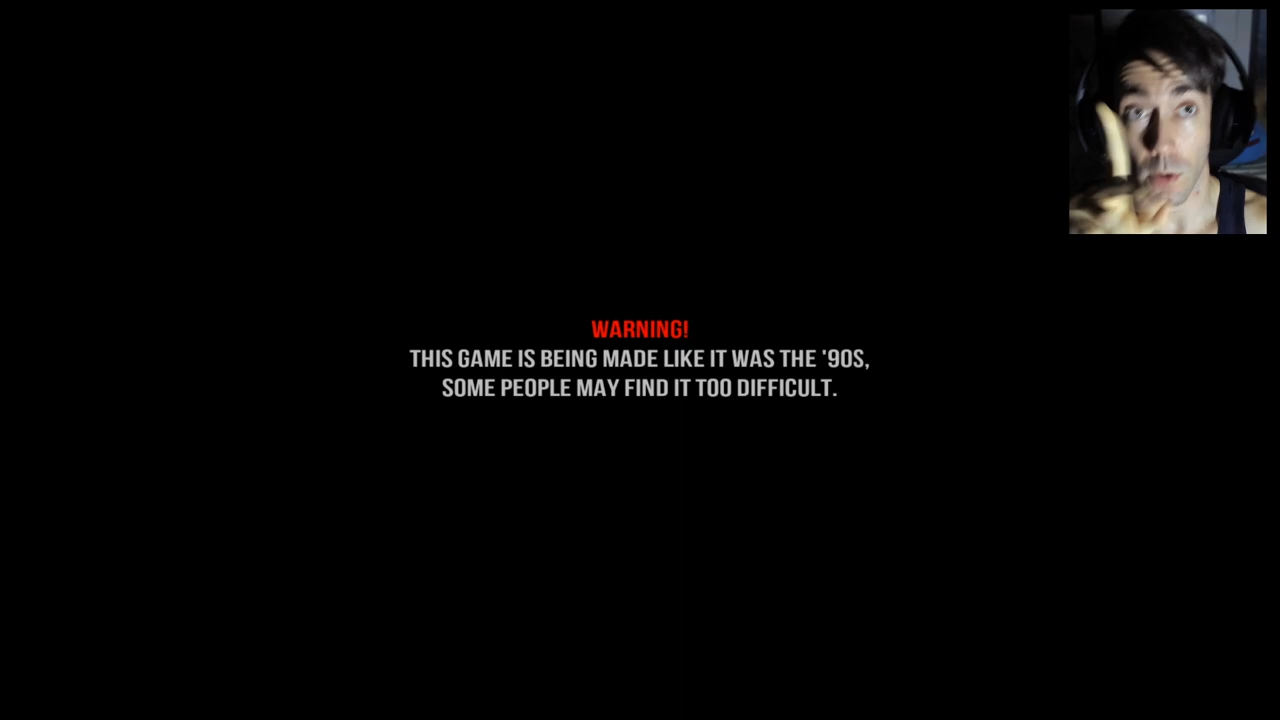 WARNING!
THIS GAME IS BEING MADE LIKE IT WAS THE '90S,
SOME PEOPLE MAY FIND IT TOO DIFFICULT.